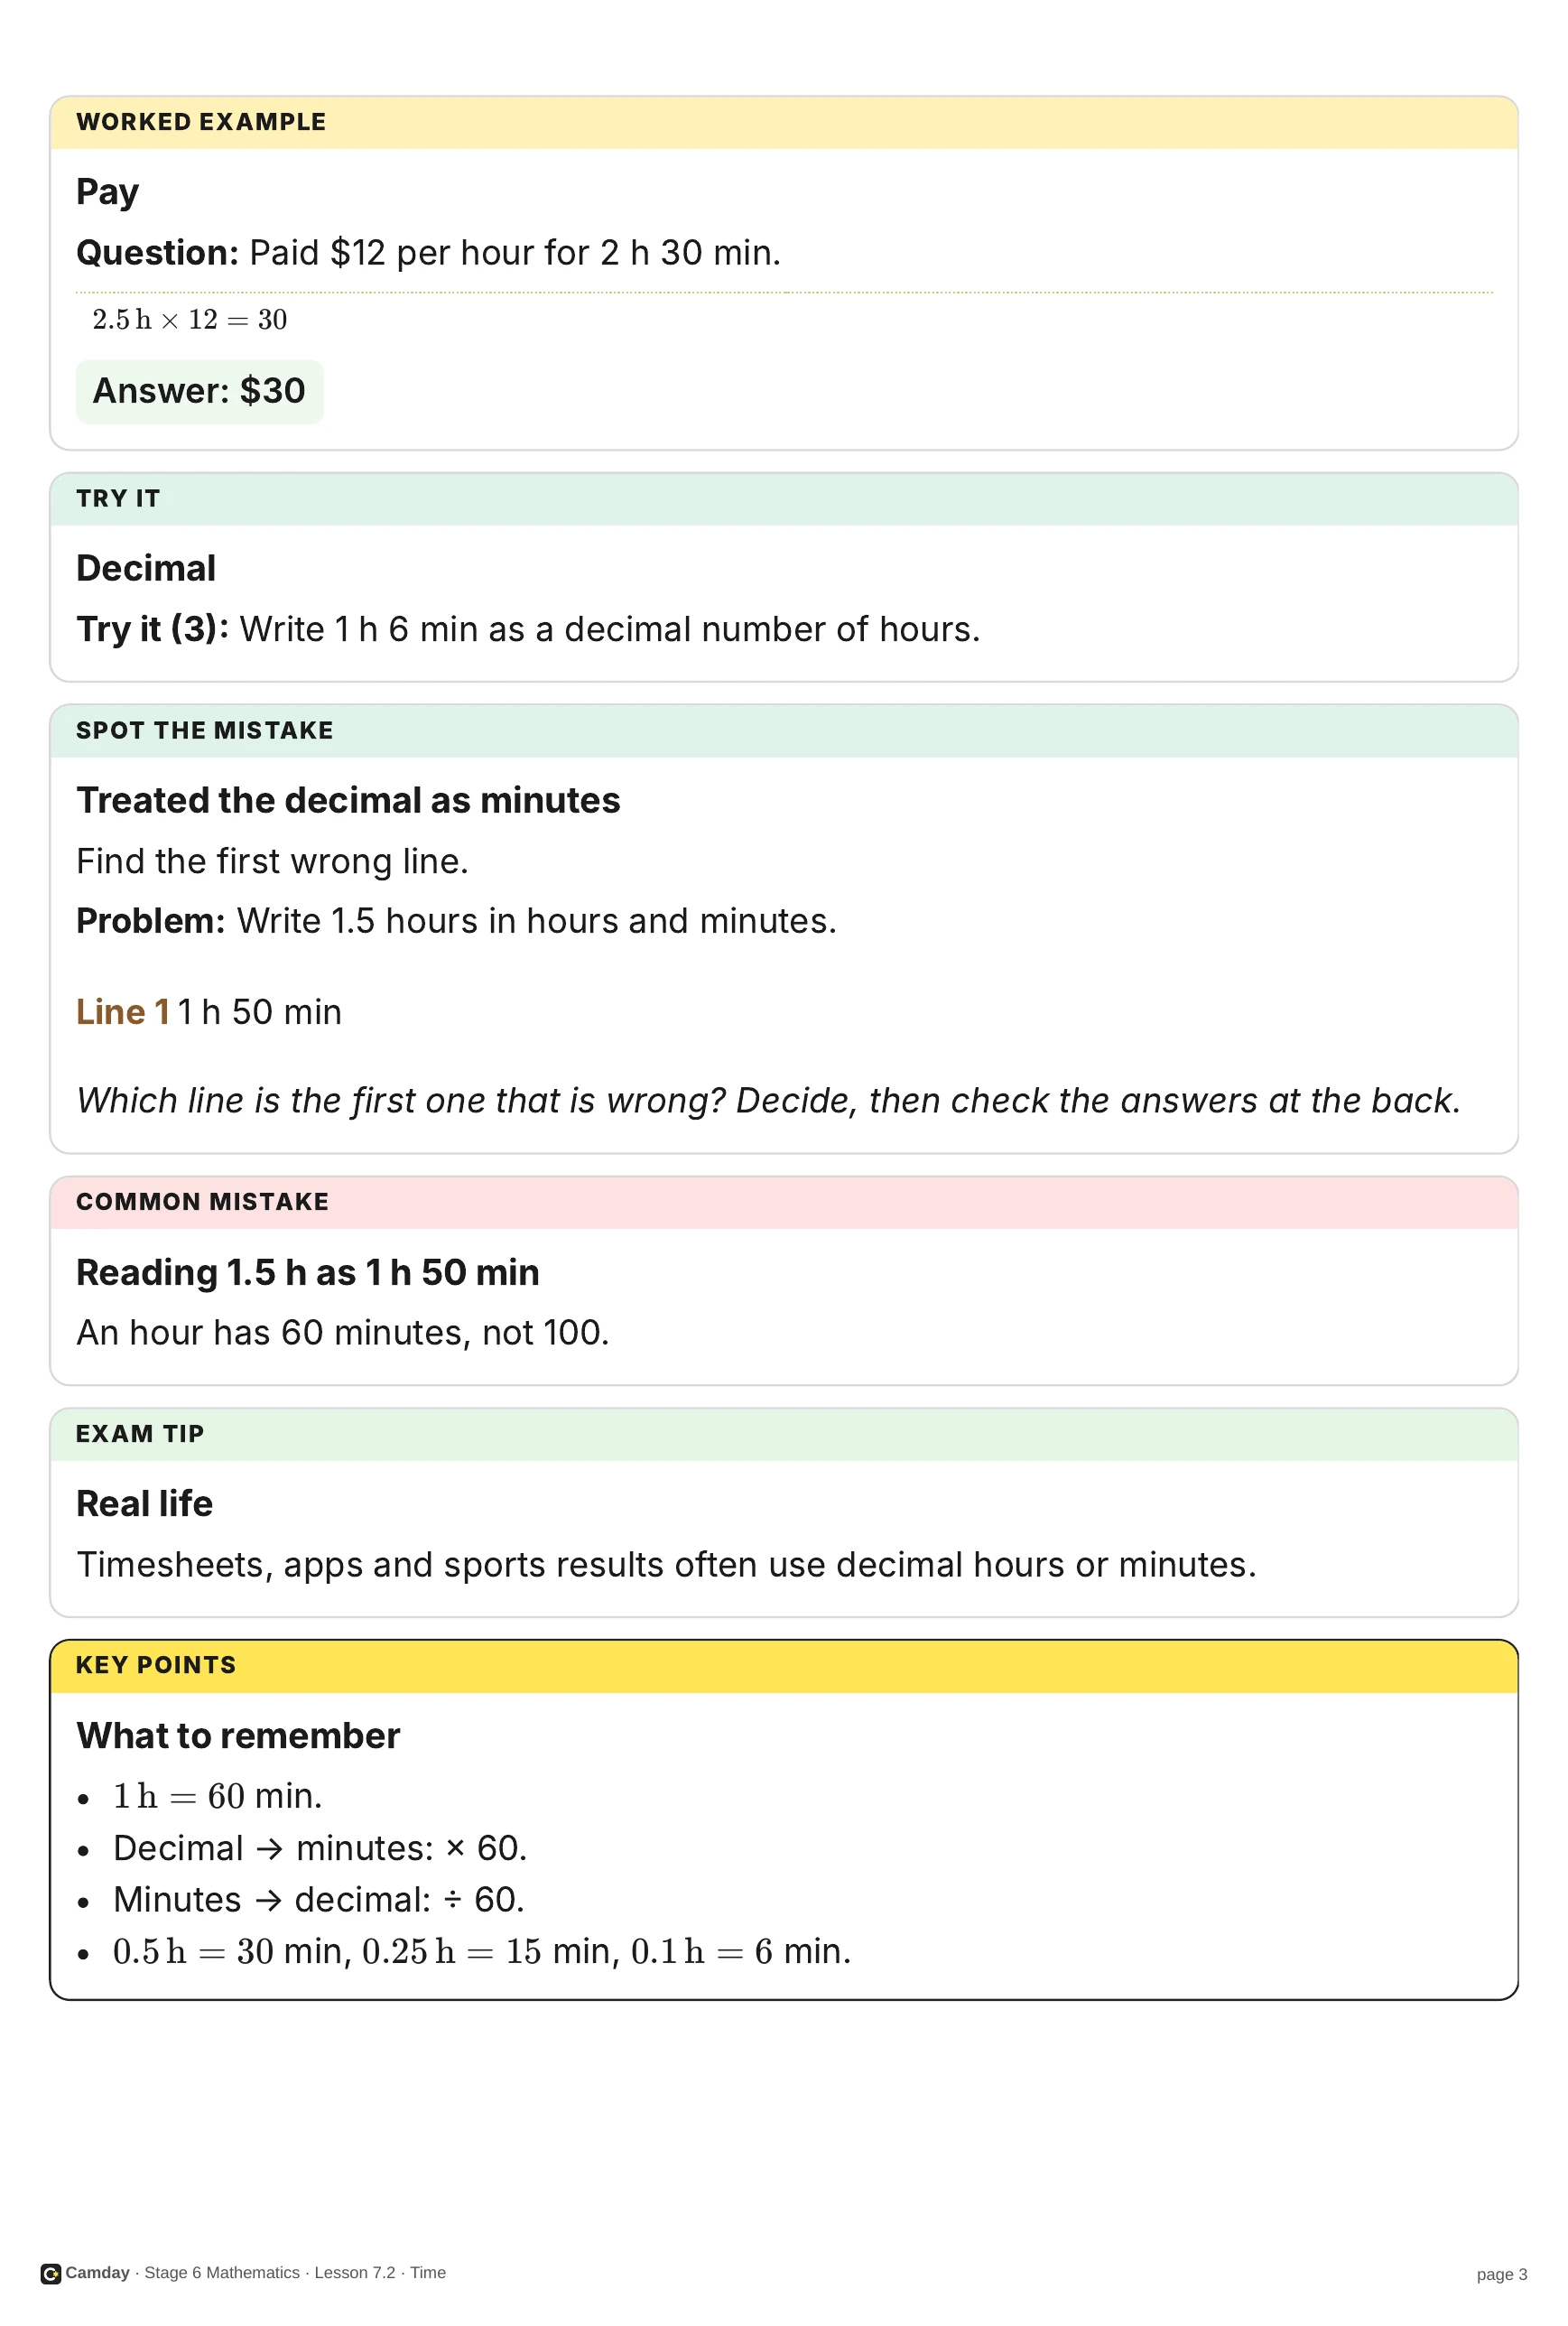 WORKED EXAMPLE
Pay
Question: Paid $12 per hour for 2 h 30 min.
2.5 h × 12 = 30
Answer: $30
TRY IT
Decimal
Try it (3): Write 1 h 6 min as a decimal number of hours.
SPOT THE MISTAKE
Treated the decimal as minutes
Find the first wrong line.
Problem: Write 1.5 hours in hours and minutes.
Line 1 1 h 50 min
Which line is the first one that is wrong? Decide, then check the answers at the back.
COMMON MISTAKE
Reading 1.5 h as 1 h 50 min
An hour has 60 minutes, not 100.
EXAM TIP
Real life
Timesheets, apps and sports results often use decimal hours or minutes.
KEY POINTS
What to remember
• 1 h = 60 min.
• Decimal → minutes: × 60.
• Minutes → decimal: ÷ 60.
• 0.5 h = 30 min, 0.25 h = 15 min, 0.1 h = 6 min.
Camday · Stage 6 Mathematics · Lesson 7.2 · Time
page 3